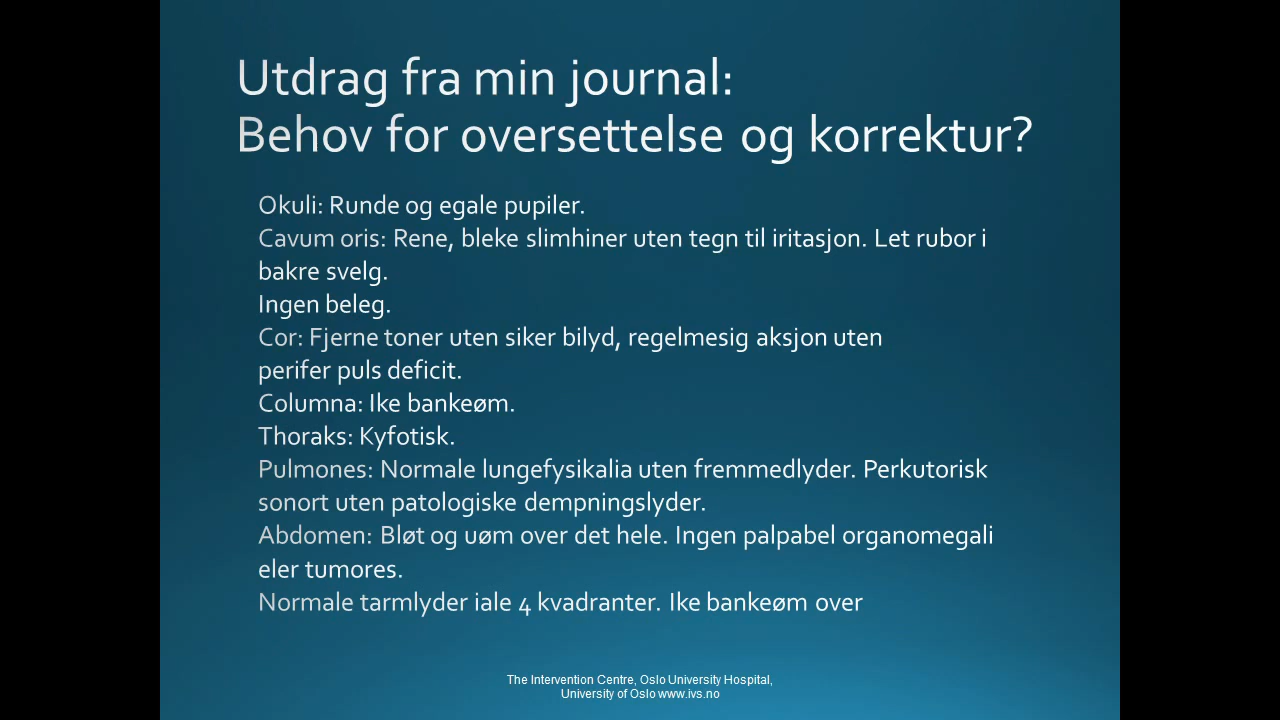 Utdrag fra min journal:
Behov for oversettelse og korrektur?
Okuli: Runde og egale pupiler.
Cavum oris: Rene, bleke slimhiner uten tegn til iritasjon. Let rubor i
bakre svelg.
Ingen beleg.
Cor: Fjerne toner uten siker bilyd, regelmesig aksjon uten
perifer puls deficit.
Columna: Ike bankeøm.
Thoraks: Kyfotisk.
Pulmones: Normale lungefysikalia uten fremmedlyder. Perkutorisk
sonort uten patologiske dempningslyder.
Abdomen: Bløt og uøm over det hele. Ingen palpabel organomegali
eler tumores.
Normale tarmlyder iale 4 kvadranter. Ike bankeøm over
The Intervention Centre, Oslo University Hospital,
University of Oslo www.ivs.no